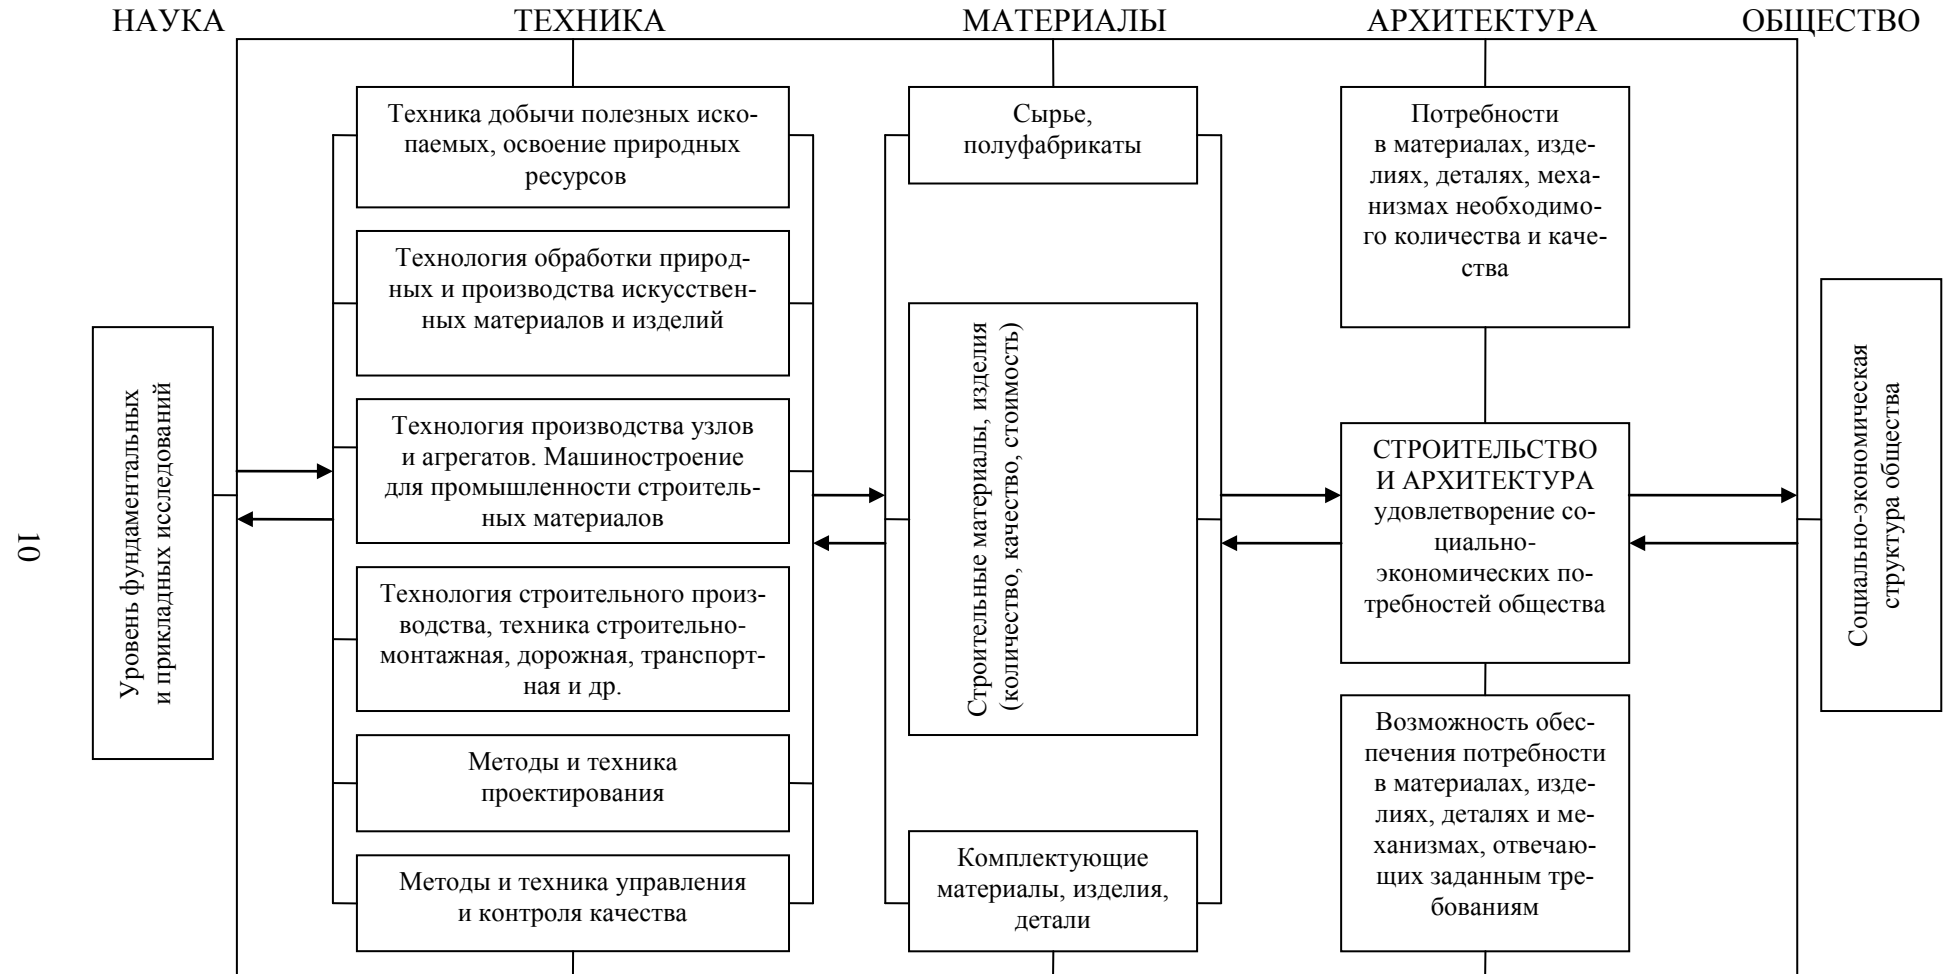 НАУКА
ТЕХНИКА
МАТЕРИАЛЫ
АРХИТЕКТУРА
ОБЩЕСТВО
Уровень фундаментальных
и прикладных исследований
Техника добычи полезных иско-
паемых, освоение природных
ресурсов
Технология обработки природ-
ных и производства искусствен-
ных материалов и изделий
Технология производства узлов
и агрегатов. Машиностроение
для промышленности строитель-
ных материалов
Технология строительного произ-
водства, техника строительно-
монтажная, дорожная, транспорт-
ная и др.
Методы и техника
проектирования
Методы и техника управления
и контроля качества
Сырье,
полуфабрикаты
Строительные материалы, изделия
(количество, качество, стоимость)
Комплектующие
материалы, изделия,
детали
Потребности
в материалах, изде-
лиях, деталях, меха-
низмах необходимо-
го количества и каче-
ства
СТРОИТЕЛЬСТВО
И АРХИТЕКТУРА
удовлетворение со-
циально-
экономических по-
требностей общества
Возможность обес-
печения потребности
в материалах, изде-
лиях, деталях и ме-
ханизмах, отвечаю-
щих заданным тре-
бованиям
Социально-экономическая
структура общества
10